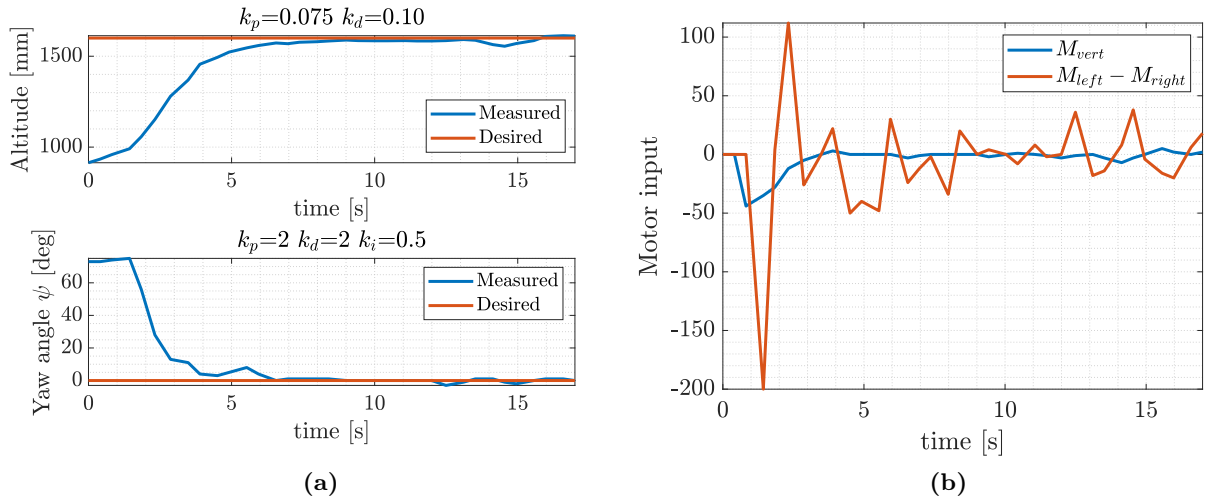 k_p=0.075 k_d=0.10
Altitude [mm]
1500
1000
Measured
Desired
0 5 10 15
time [s]
k_p=2 k_d=2 k_i=0.5
Yaw angle ψ [deg]
60
40
20
0
Measured
Desired
0 5 10 15
time [s]
(a)
Motor input
100
50
0
-50
-100
-150
-200
M_vert
M_left − M_right
0 5 10 15
time [s]
(b)